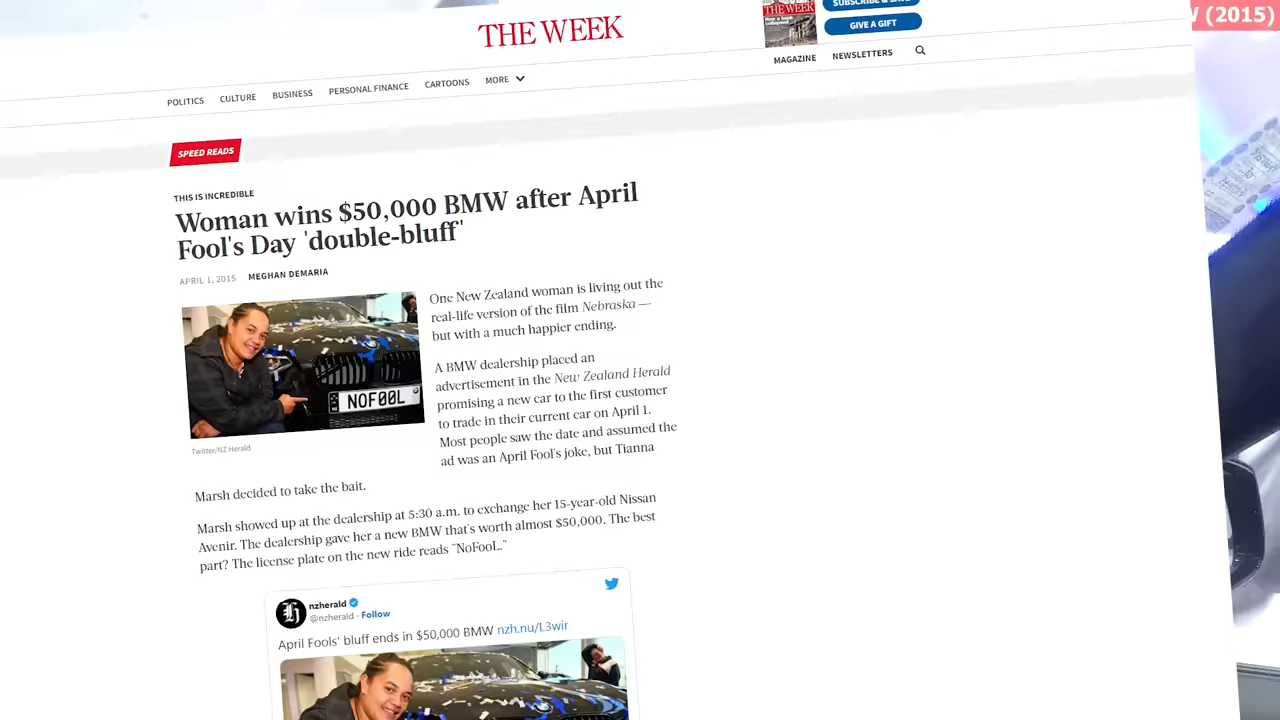 THE WEEK
THE WEEK
SUBSCRIBE & SAVE
GIVE A GIFT
(2015)
MAGAZINE
NEWSLETTERS
POLITICS
CULTURE
BUSINESS
PERSONAL FINANCE
CARTOONS
MORE
SPEED READS
THIS IS INCREDIBLE
Woman wins $50,000 BMW after April
Fool's Day 'double-bluff'
APRIL 1, 2015 MEGHAN DEMARIA
NOF00L
Twitter/NZ Herald
One New Zealand woman is living out the
real-life version of the film Nebraska —
but with a much happier ending.
A BMW dealership placed an
advertisement in the New Zealand Herald
promising a new car to the first customer
to trade in their current car on April 1.
Most people saw the date and assumed the
ad was an April Fool's joke, but Tianna
Marsh decided to take the bait.
Marsh showed up at the dealership at 5:30 a.m. to exchange her 15-year-old Nissan
Avenir. The dealership gave her a new BMW that's worth almost $50,000. The best
part? The license plate on the new ride reads "NoFooL."
nzherald
@nzherald · Follow
April Fools' bluff ends in $50,000 BMW nzh.nu/L3wir